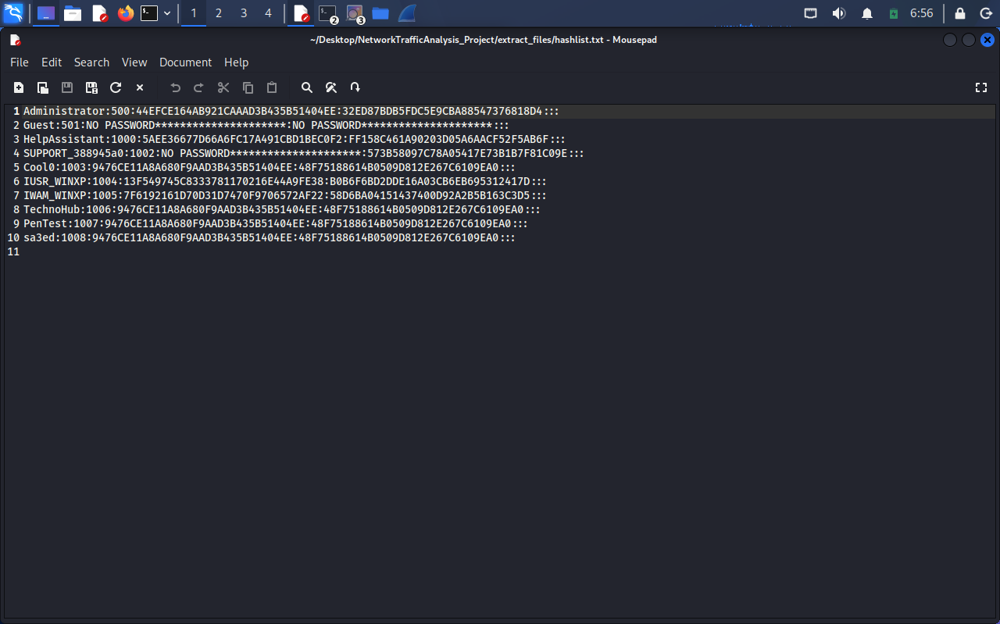 1 2 3 4 2 3 6:56
~/Desktop/NetworkTrafficAnalysis_Project/extract_files/hashlist.txt - Mousepad
File Edit Search View Document Help
1 Administrator:500:44EFCE164AB921CAAAD3B435B51404EE:32ED87BDB5FDC5E9CBA88547376818D4:::
2 Guest:501:NO PASSWORD*********************:NO PASSWORD*********************:::
3 HelpAssistant:1000:5AEE36677D66A6FC17A491CBD1BEC0F2:FF158C461A90203D05A6AACF52F5AB6F:::
4 SUPPORT_388945a0:1002:NO PASSWORD*********************:573B58097C78A05417E73B1B7F81C09E:::
5 Cool0:1003:9476CE11A8A680F9AAD3B435B51404EE:48F75188614B0509D812E267C6109EA0:::
6 IUSR_WINXP:1004:13F549745C8333781170216E44A9FE38:B0B6F6BD2DDE16A03CB6EB695312417D:::
7 IWAM_WINXP:1005:7F6192161D70D31D7470F9706572AF22:58D6BA04151437400D92A2B5B163C3D5:::
8 TechnoHub:1006:9476CE11A8A680F9AAD3B435B51404EE:48F75188614B0509D812E267C6109EA0:::
9 PenTest:1007:9476CE11A8A680F9AAD3B435B51404EE:48F75188614B0509D812E267C6109EA0:::
10 sa3ed:1008:9476CE11A8A680F9AAD3B435B51404EE:48F75188614B0509D812E267C6109EA0:::
11